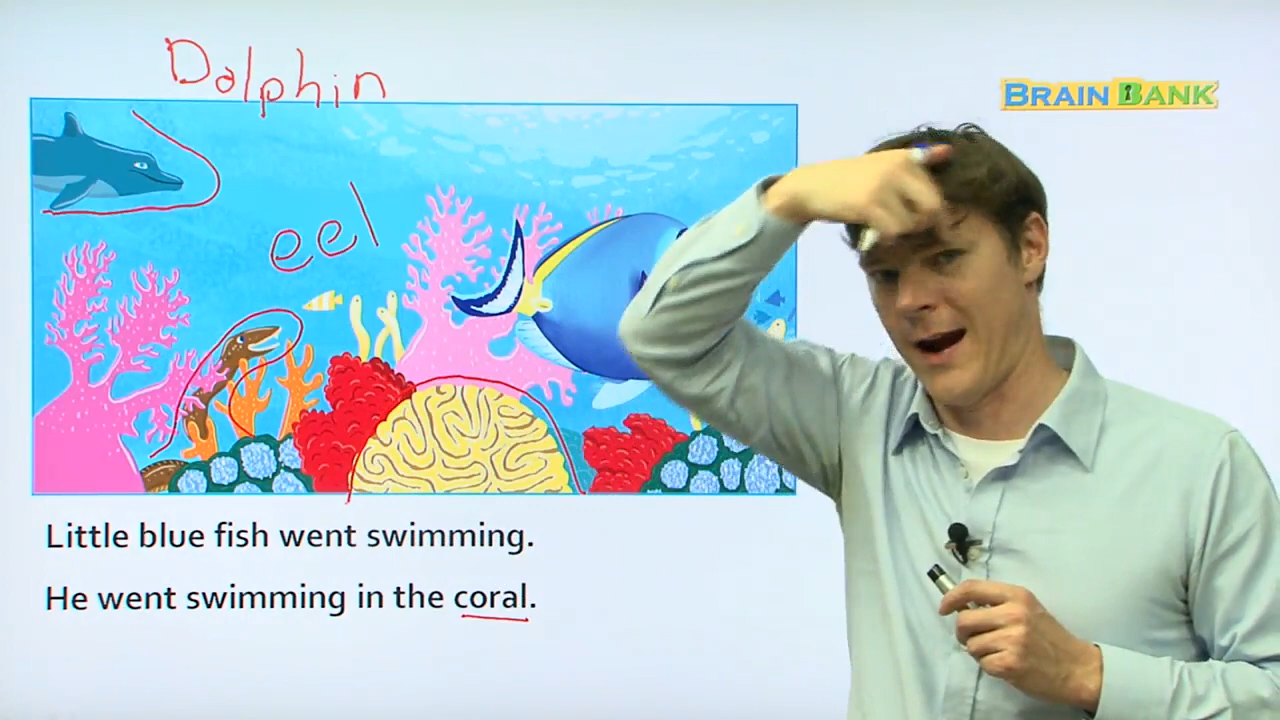 Dolphin
BRAIN BANK
eel
Little blue fish went swimming.
He went swimming in the coral.